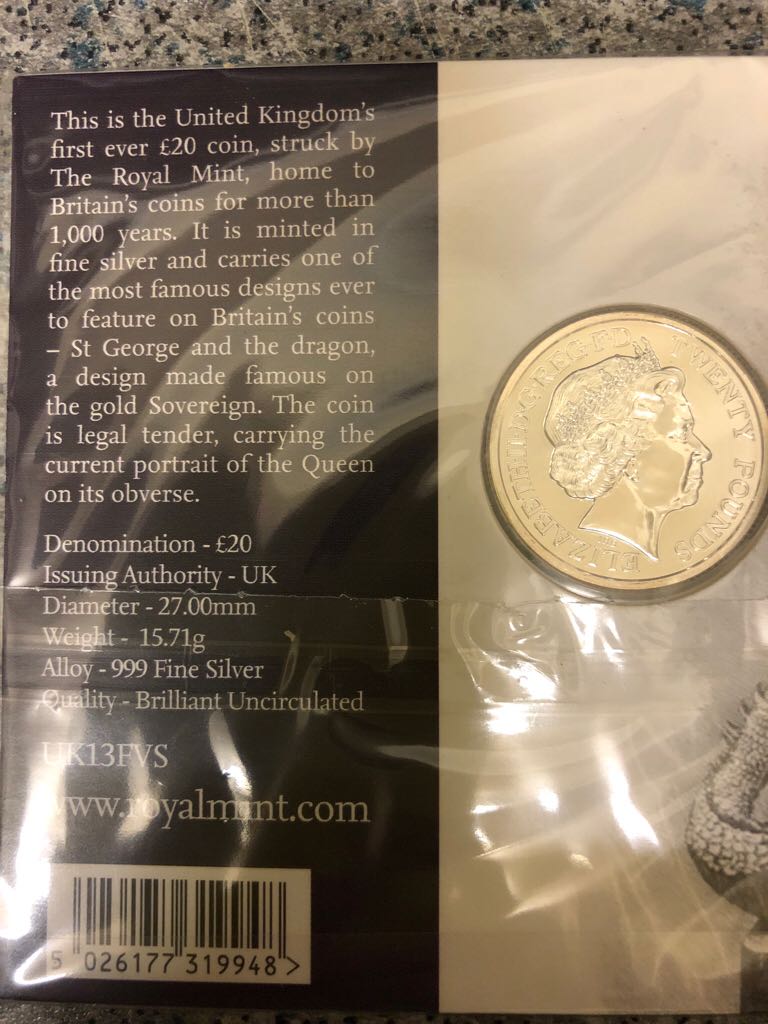 This is the United Kingdom's
first ever £20 coin, struck by
The Royal Mint, home to
Britain's coins for more than
1,000 years. It is minted in
fine silver and carries one of
the most famous designs ever
to feature on Britain's coins
– St George and the dragon,
a design made famous on
the gold Sovereign. The coin
is legal tender, carrying the
current portrait of the Queen
on its obverse.
Denomination - £20
Issuing Authority - UK
Diameter - 27.00mm
Weight - 15.71g
Alloy - 999 Fine Silver
Quality - Brilliant Uncirculated
UK13FVS
www.royalmint.com
5 026177 319948 >
ELIZABETH·II·D·G·REG·F·D
TWENTY POUNDS